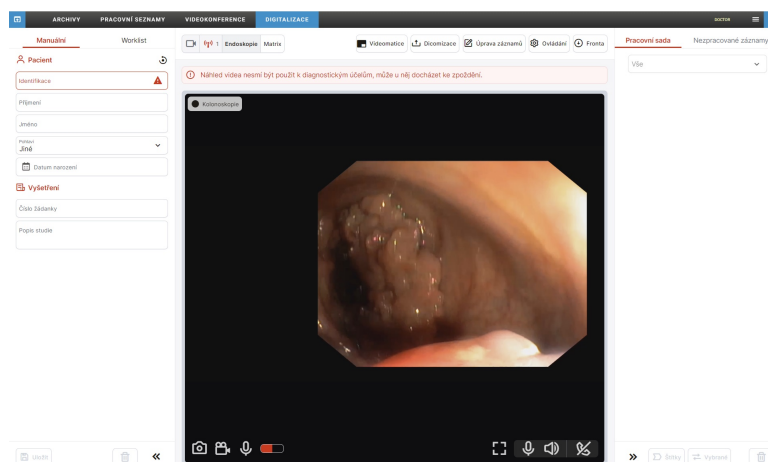 ARCHIVY PRACOVNÍ SEZNAMY VIDEOKONFERENCE DIGITALIZACE DOCTOR
Manuální Worklist
1 Endoskopie Matrix Videomatice Dicomizace Úprava záznamů Ovládání Fronta
Pracovní sada Nezpracované záznamy
Pacient
Vše
Identifikace
Náhled videa nesmí být použit k diagnostickým účelům, může u něj docházet ke zpoždění.
Příjmení
Kolonoskopie
Jméno
Pohlaví
Jiné
Datum narození
Vyšetření
Číslo žádanky
Popis studie
Uložit
Štítky Vybrané